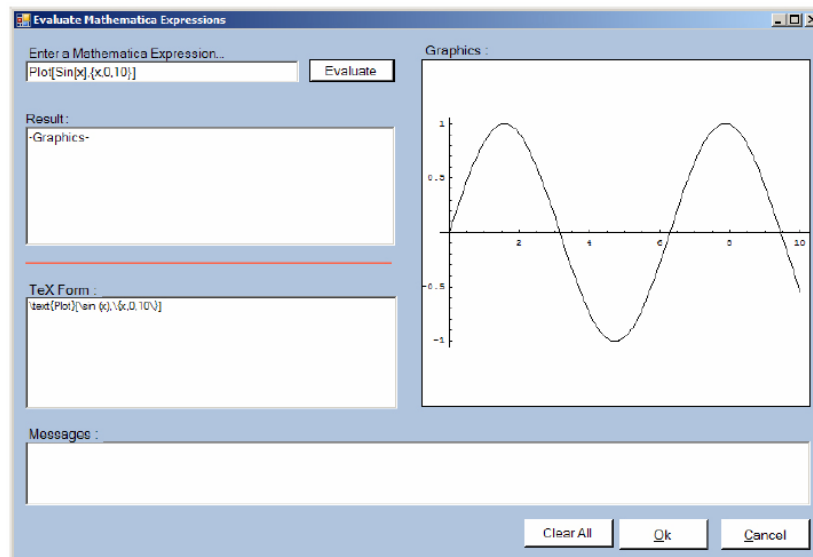 Evaluate Mathematica Expressions
Enter a Mathematica Expression...
Plot[Sin[x],{x,0,10}]
Evaluate
Result :
-Graphics-
TeX Form :
\text{Plot}[\sin (x),\{x,0,10\}]
Graphics :
1
0.5
2
4
6
8
10
-0.5
-1
Messages :
Clear All
Ok
Cancel